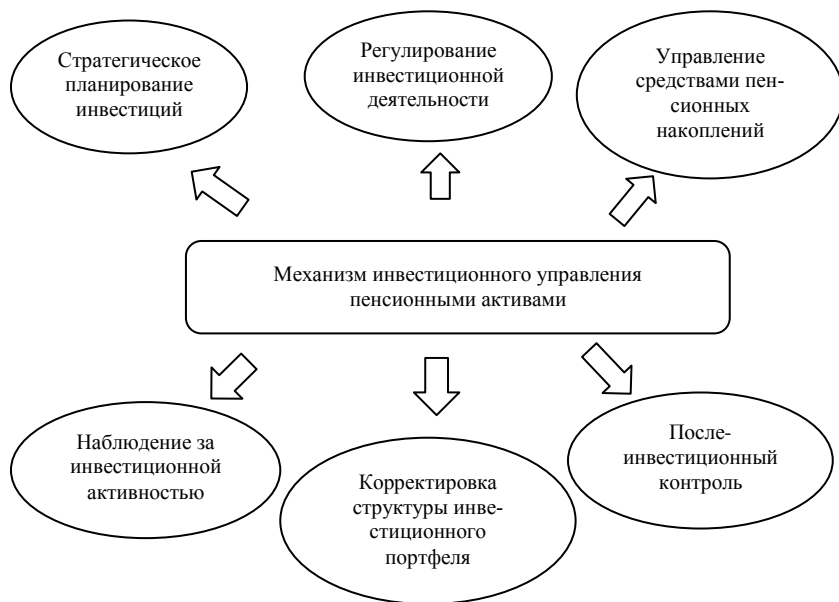 Стратегическое
планирование
инвестиций
Регулирование
инвестиционной
деятельности
Управление
средствами пен-
сионных
накоплений
Механизм инвестиционного управления
пенсионными активами
Наблюдение за
инвестиционной
активностью
Корректировка
структуры инве-
стиционного
портфеля
После-
инвестиционный
контроль